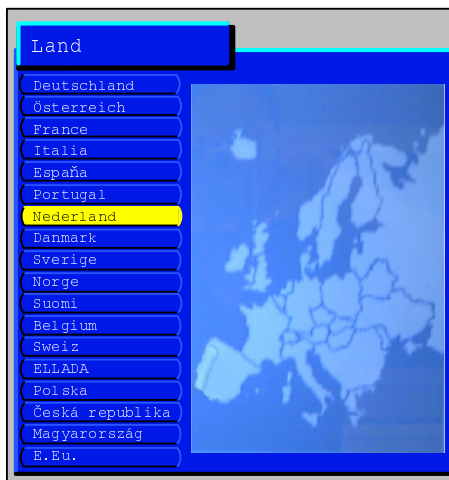 Land
Deutschland
Österreich
France
Italia
Espaňa
Portugal
Nederland
Danmark
Sverige
Norge
Suomi
Belgium
Sweiz
ELLADA
Polska
Česká republika
Magyarország
E.Eu.